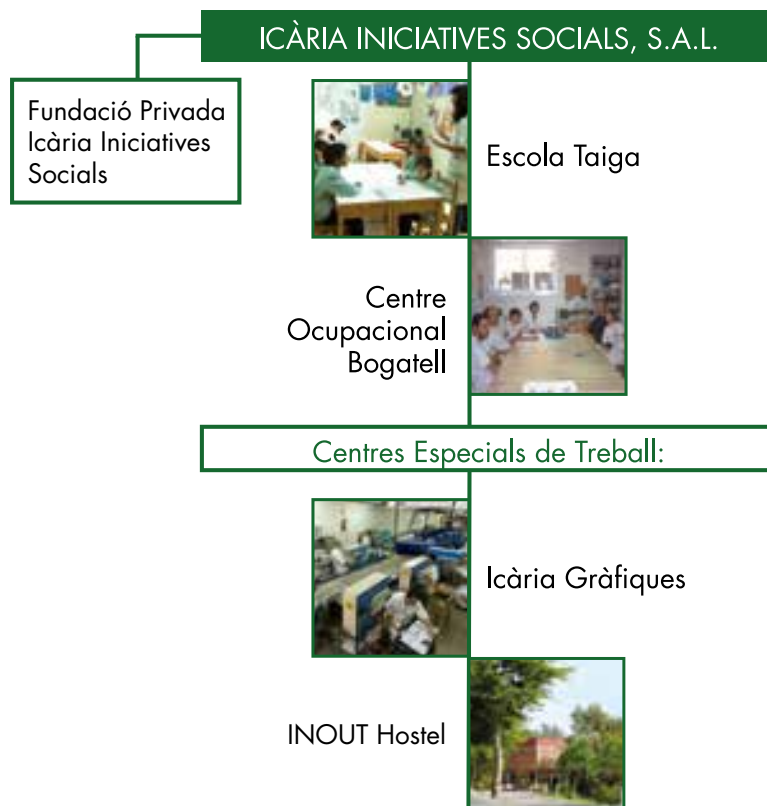 ICÀRIA INICIATIVES SOCIALS, S.A.L.
Fundació Privada
Icària Iniciatives
Socials
Escola Taiga
Centre
Ocupacional
Bogatell
Centres Especials de Treball:
Icària Gràfiques
INOUT Hostel